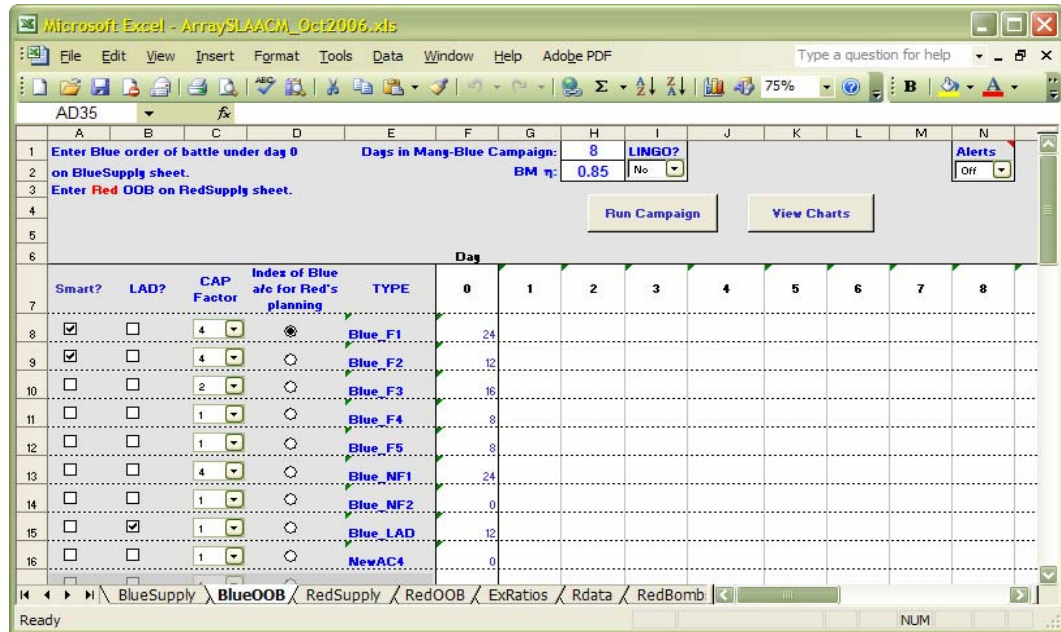 Microsoft Excel - ArraySLAACM_Oct2006.xls
File Edit View Insert Format Tools Data Window Help Adobe PDF Type a question for help
75% B A
AD35 fx
A B C D E F G H I J K L M N
1 Enter Blue order of battle under day 0 Days in Many-Blue Campaign: 8 LINGO? Alerts
2 on BlueSupply sheet. BM η: 0.85 No Off
3 Enter Red OOB on RedSupply sheet.
4 Run Campaign View Charts
5
6 Day
7 Smart? LAD? CAP Factor Index of Blue a/c for Red's planning TYPE 0 1 2 3 4 5 6 7 8
8 4 Blue_F1 24
9 4 Blue_F2 12
10 2 Blue_F3 16
11 1 Blue_F4 8
12 1 Blue_F5 8
13 4 Blue_NF1 24
14 1 Blue_NF2 0
15 1 Blue_LAD 12
16 1 NewAC4 0
BlueSupply BlueOOB RedSupply RedOOB ExRatios Rdata RedBomb
Ready NUM